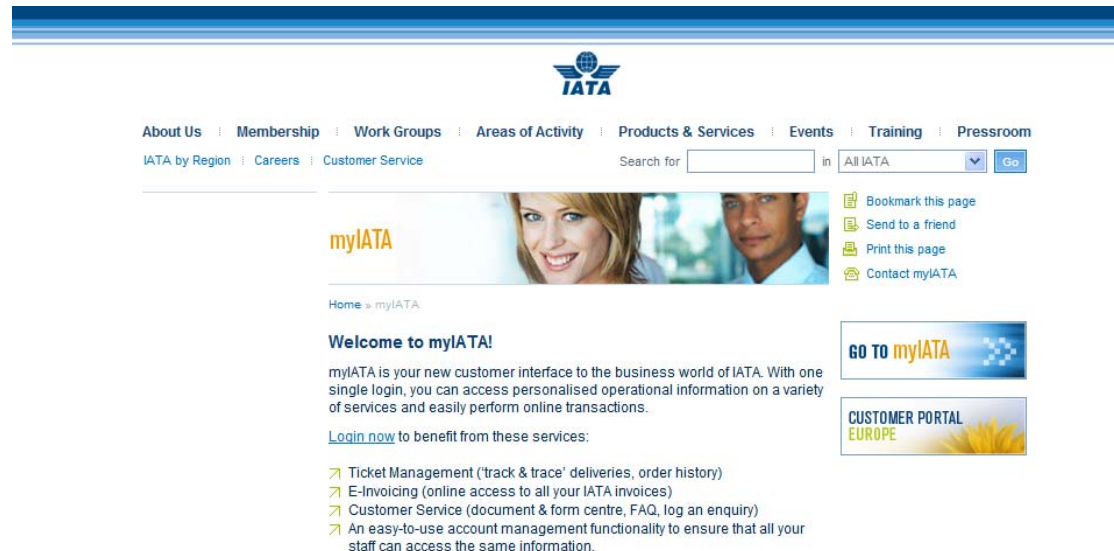 IATA
About Us Membership Work Groups Areas of Activity Products & Services Events Training Pressroom
IATA by Region Careers Customer Service Search for in All IATA Go
myIATA
Bookmark this page
Send to a friend
Print this page
Contact myIATA
Home » myIATA
Welcome to myIATA!
myIATA is your new customer interface to the business world of IATA. With one
single login, you can access personalised operational information on a variety
of services and easily perform online transactions.
Login now to benefit from these services:
Ticket Management ('track & trace' deliveries, order history)
E-Invoicing (online access to all your IATA invoices)
Customer Service (document & form centre, FAQ, log an enquiry)
An easy-to-use account management functionality to ensure that all your
staff can access the same information.
GO TO myIATA
CUSTOMER PORTAL
EUROPE